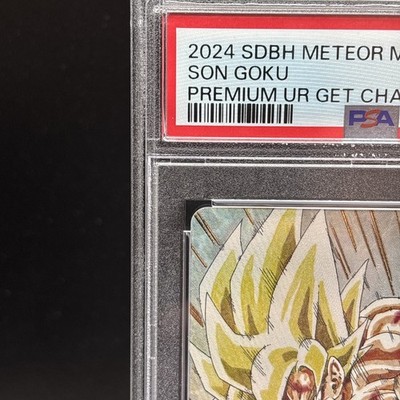 2024 SDBH METEOR M
SON GOKU
PREMIUM UR GET CHA
PSA